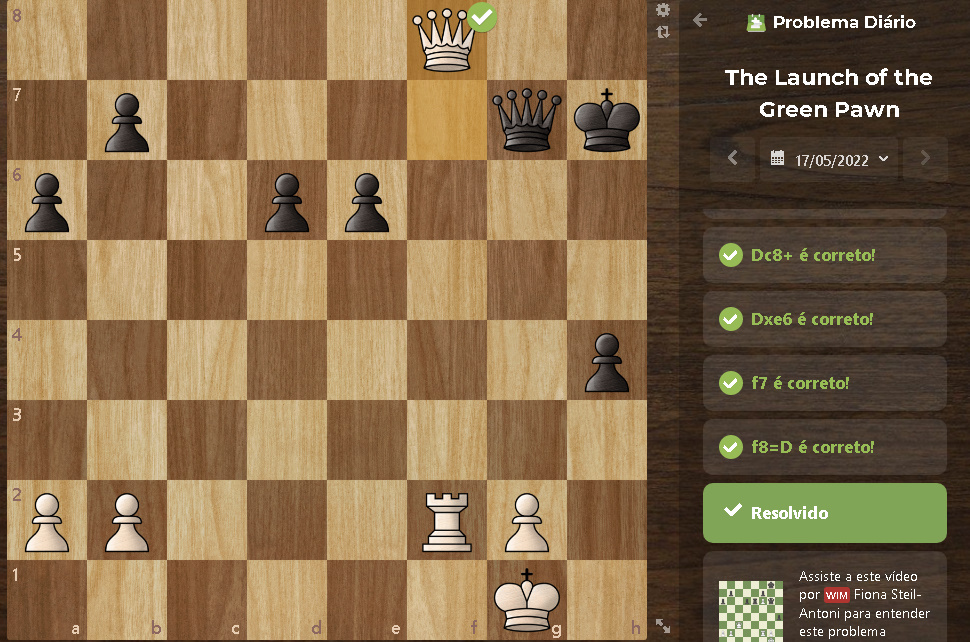 8
7
6
5
4
3
2
1
a b c d e f g h
Problema Diário
The Launch of the
Green Pawn
17/05/2022
Dc8+ é correto!
Dxe6 é correto!
f7 é correto!
f8=D é correto!
Resolvido
Assiste a este vídeo
por WIM Fiona Steil-
Antoni para entender
este problema